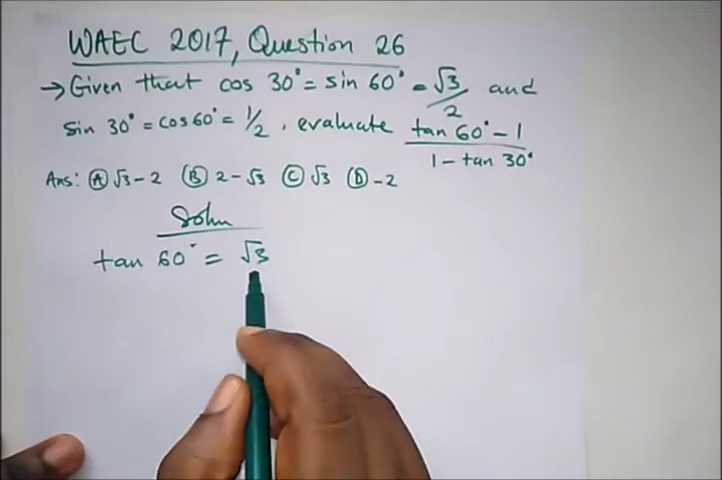 WAEC 2017, Question 26
→ Given that cos 30° = sin 60° = √3/2 and
sin 30° = cos 60° = 1/2, evaluate (tan 60° - 1)/(1 - tan 30°)
Ans: Ⓐ √3 - 2 Ⓑ 2 - √3 Ⓒ √3 Ⓓ -2
Soln
tan 60° = √3